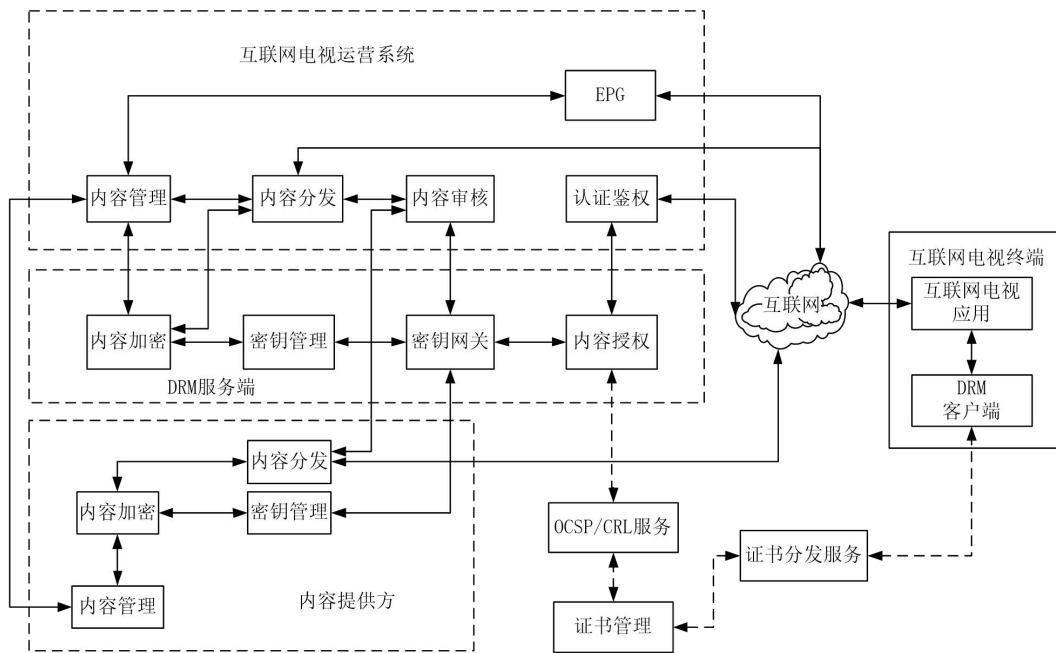 互联网电视运营系统
EPG
内容管理
内容分发
内容审核
认证鉴权
互联网电视终端
互联网电视
应用
互联网
内容加密
密钥管理
密钥网关
内容授权
DRM服务端
DRM
客户端
内容分发
内容加密
密钥管理
OCSP/CRL服务
证书分发服务
内容管理
内容提供方
证书管理